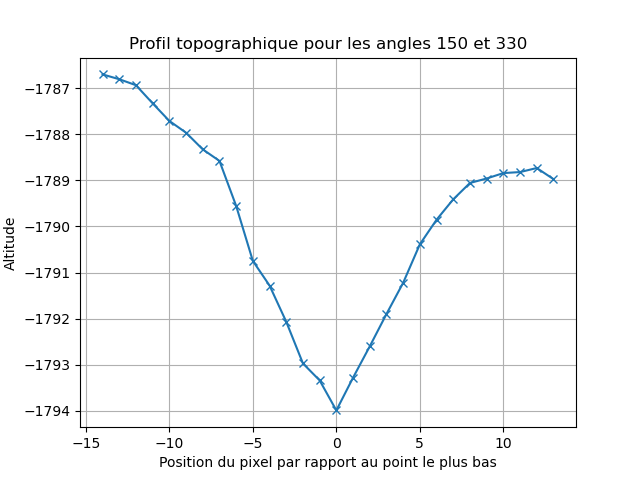 Profil topographique pour les angles 150 et 330
Altitude
−1787
−1788
−1789
−1790
−1791
−1792
−1793
−1794
−15 −10 −5 0 5 10
Position du pixel par rapport au point le plus bas